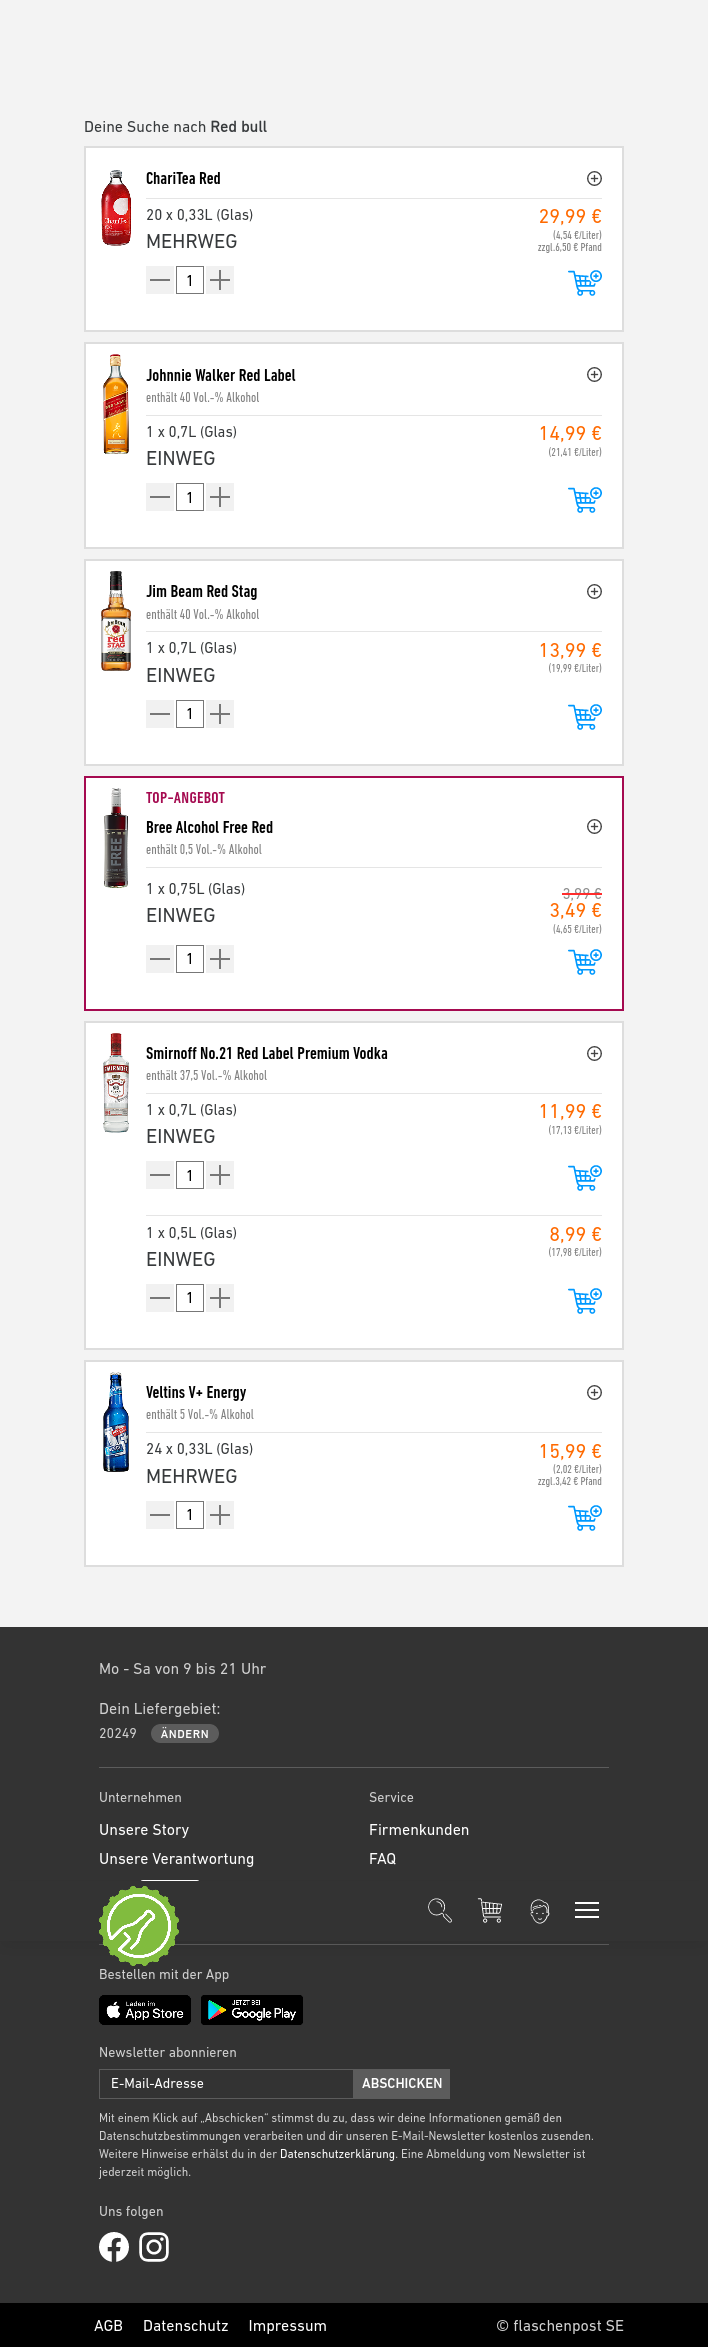 Deine Suche nach Red bull
ChariTea Red
20 x 0,33L (Glas)
29,99 €
(4,54 €/Liter)
zzgl.6,50 € Pfand
MEHRWEG
1
Johnnie Walker Red Label
enthält 40 Vol.-% Alkohol
1 x 0,7L (Glas)
14,99 €
(21,41 €/Liter)
EINWEG
1
Jim Beam Red Stag
enthält 40 Vol.-% Alkohol
1 x 0,7L (Glas)
13,99 €
(19,99 €/Liter)
EINWEG
1
TOP-ANGEBOT
Bree Alcohol Free Red
enthält 0,5 Vol.-% Alkohol
1 x 0,75L (Glas)
3,99 €
3,49 €
(4,65 €/Liter)
EINWEG
1
Smirnoff No.21 Red Label Premium Vodka
enthält 37,5 Vol.-% Alkohol
1 x 0,7L (Glas)
11,99 €
(17,13 €/Liter)
EINWEG
1
1 x 0,5L (Glas)
8,99 €
(17,98 €/Liter)
EINWEG
1
Veltins V+ Energy
enthält 5 Vol.-% Alkohol
24 x 0,33L (Glas)
15,99 €
(2,02 €/Liter)
zzgl.3,42 € Pfand
MEHRWEG
1
Mo - Sa von 9 bis 21 Uhr
Dein Liefergebiet:
20249 ÄNDERN
Unternehmen
Service
Unsere Story
Firmenkunden
Unsere Verantwortung
FAQ
Bestellen mit der App
Laden im
App Store
JETZT BEI
Google Play
Newsletter abonnieren
E-Mail-Adresse ABSCHICKEN
Mit einem Klick auf „Abschicken“ stimmst du zu, dass wir deine Informationen gemäß den
Datenschutzbestimmungen verarbeiten und dir unseren E-Mail-Newsletter kostenlos zusenden.
Weitere Hinweise erhälst du in der Datenschutzerklärung. Eine Abmeldung vom Newsletter ist
jederzeit möglich.
Uns folgen
AGB Datenschutz Impressum © flaschenpost SE